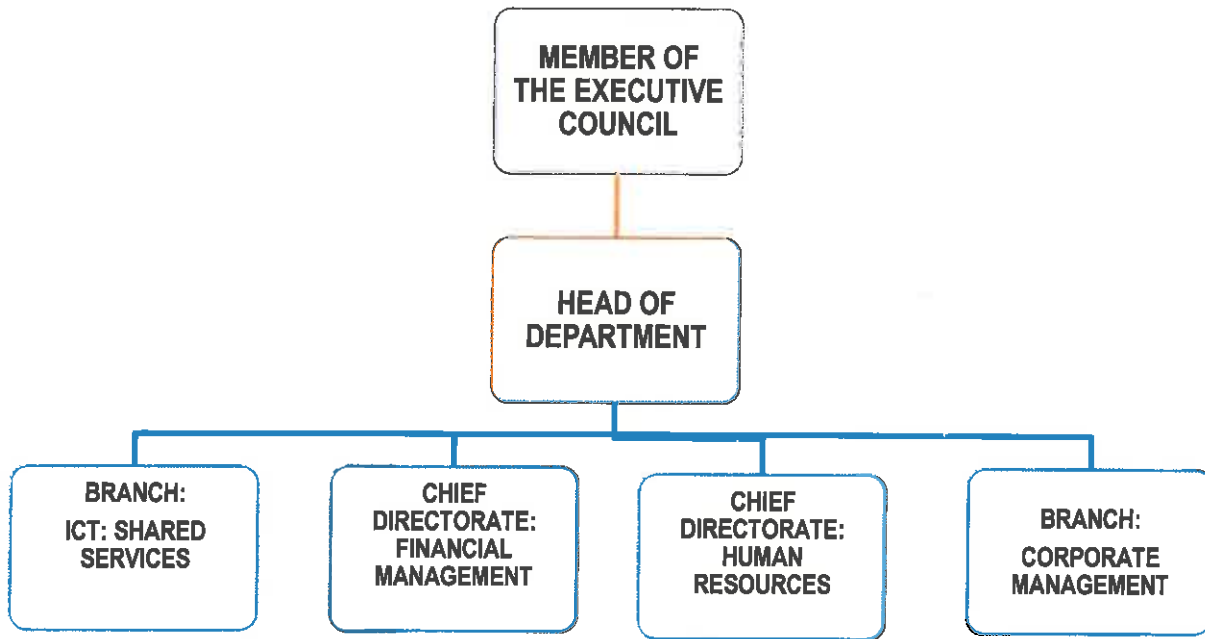 MEMBER OF
THE EXECUTIVE
COUNCIL
HEAD OF
DEPARTMENT
BRANCH:
ICT: SHARED
SERVICES
CHIEF
DIRECTORATE:
FINANCIAL
MANAGEMENT
CHIEF
DIRECTORATE:
HUMAN
RESOURCES
BRANCH:
CORPORATE
MANAGEMENT